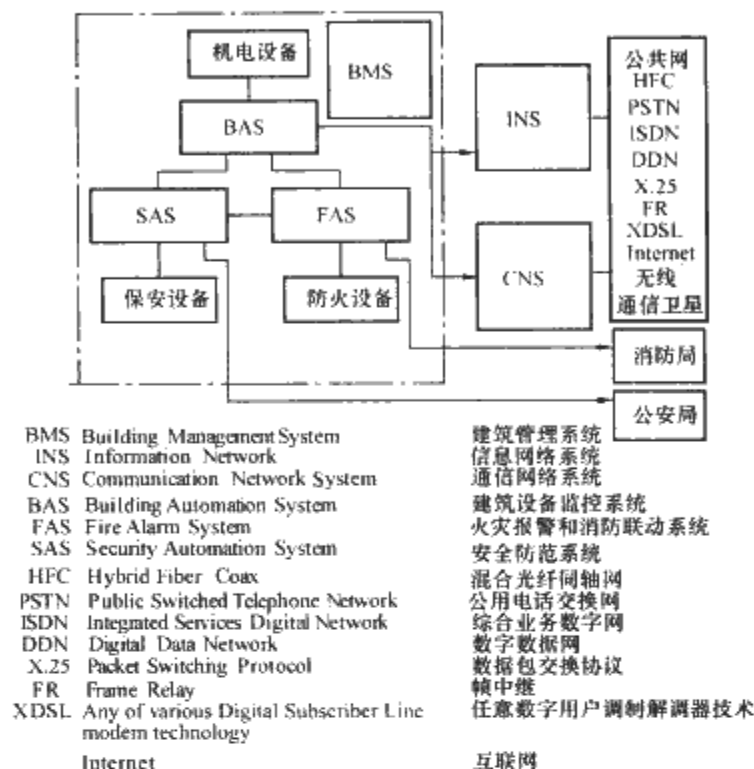 机电设备
BMS
BAS
SAS
FAS
保安设备
防火设备
INS
CNS
公共网
HFC
PSTN
ISDN
DDN
X.25
FR
XDSL
Internet
无线
通信卫星
消防局
公安局
BMS Building Management System 建筑管理系统
INS Information Network 信息网络系统
CNS Communication Network System 通信网络系统
BAS Building Automation System 建筑设备监控系统
FAS Fire Alarm System 火灾报警和消防联动系统
SAS Security Automation System 安全防范系统
HFC Hybrid Fiber Coax 混合光纤同轴网
PSTN Public Switched Telephone Network 公用电话交换网
ISDN Integrated Services Digital Network 综合业务数字网
DDN Digital Data Network 数字数据网
X.25 Packet Switching Protocol 数据包交换协议
FR Frame Relay 帧中继
XDSL Any of various Digital Subscriber Line 任意数字用户调制解调器技术
modem technology
Internet 互联网